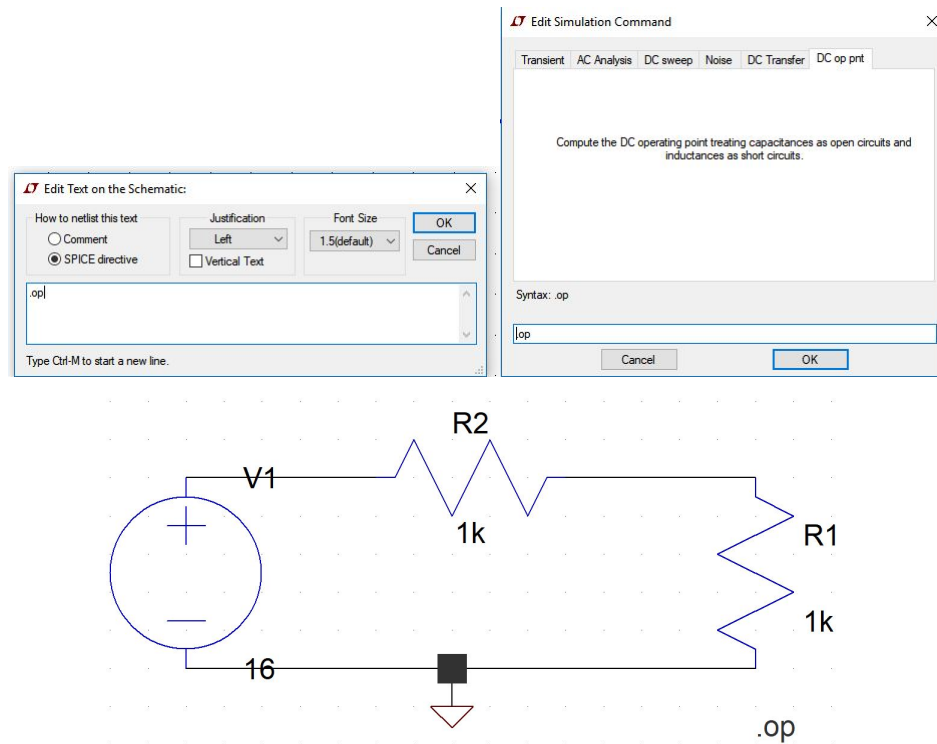 Edit Simulation Command
Transient AC Analysis DC sweep Noise DC Transfer DC op pnt
Compute the DC operating point treating capacitances as open circuits and
inductances as short circuits.
Syntax: .op
.op
Cancel OK
Edit Text on the Schematic:
How to netlist this text
Comment
SPICE directive
Justification
Left
Vertical Text
Font Size
1.5(default)
OK
Cancel
.op
Type Ctrl-M to start a new line.
R2
V1
1k
R1
1k
16
.op